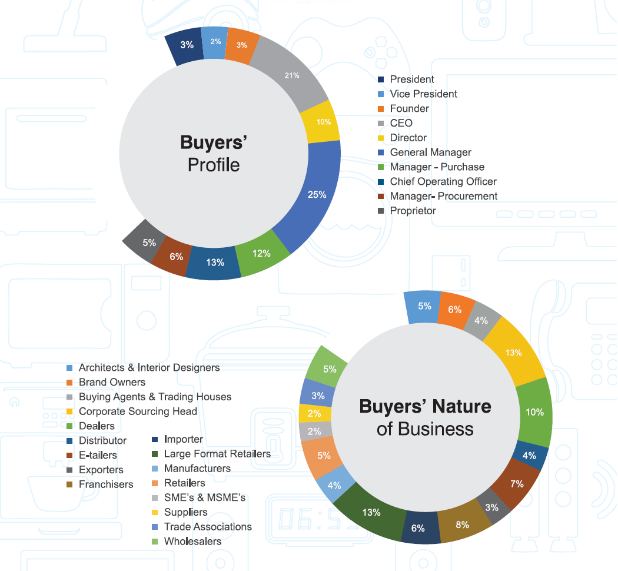 3%
2%
3%
21%
10%
25%
12%
13%
6%
5%
Buyers'
Profile
President
Vice President
Founder
CEO
Director
General Manager
Manager - Purchase
Chief Operating Officer
Manager- Procurement
Proprietor
5%
6%
4%
13%
10%
4%
7%
3%
8%
6%
13%
4%
5%
2%
2%
3%
5%
Buyers' Nature
of Business
Architects & Interior Designers
Brand Owners
Buying Agents & Trading Houses
Corporate Sourcing Head
Dealers
Distributor
E-tailers
Exporters
Franchisers
Importer
Large Format Retailers
Manufacturers
Retailers
SME's & MSME's
Suppliers
Trade Associations
Wholesalers